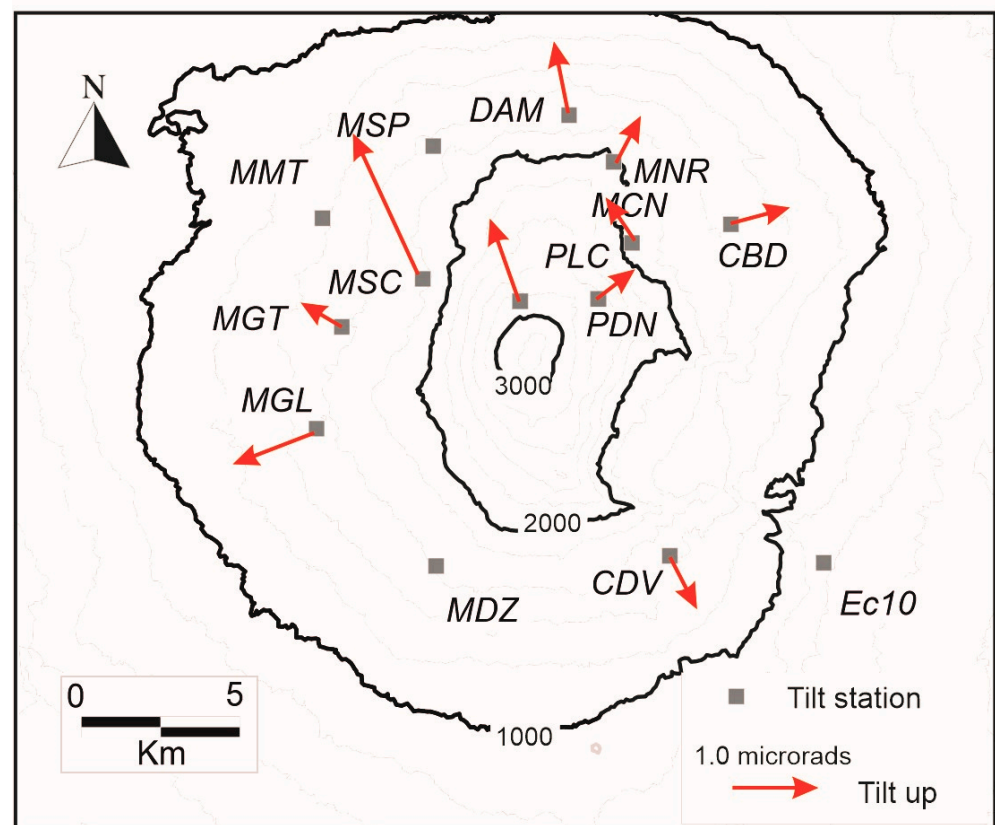 N
DAM
MSP
MMT
MNR
MCN
PLC
CBD
MSC
MGT
PDN
3000
MGL
2000
CDV
MDZ
Ec10
0 5
Km
1000
Tilt station
1.0 microrads
Tilt up